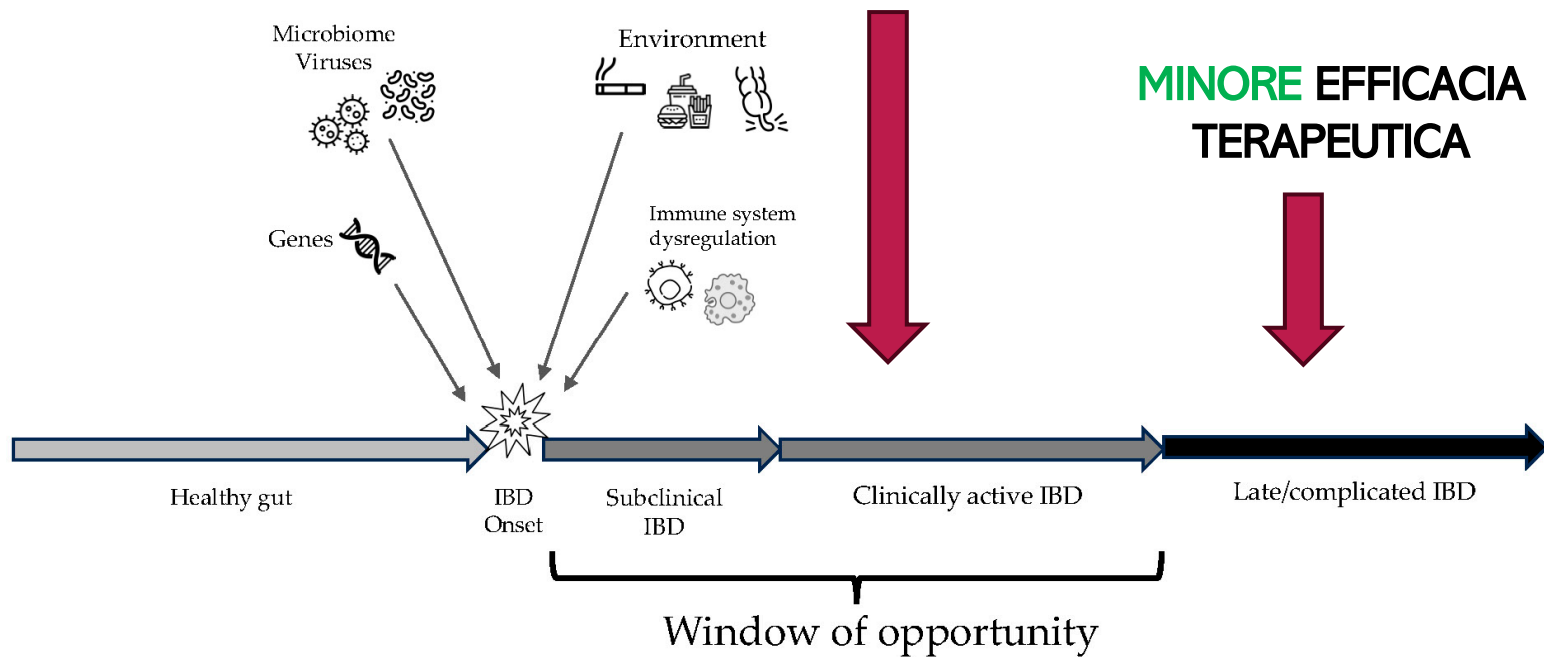 Microbiome
Viruses
Environment
MINORE EFFICACIA
TERAPEUTICA
Genes
Immune system
dysregulation
Healthy gut
IBD
Onset
Subclinical
IBD
Clinically active IBD
Late/complicated IBD
Window of opportunity